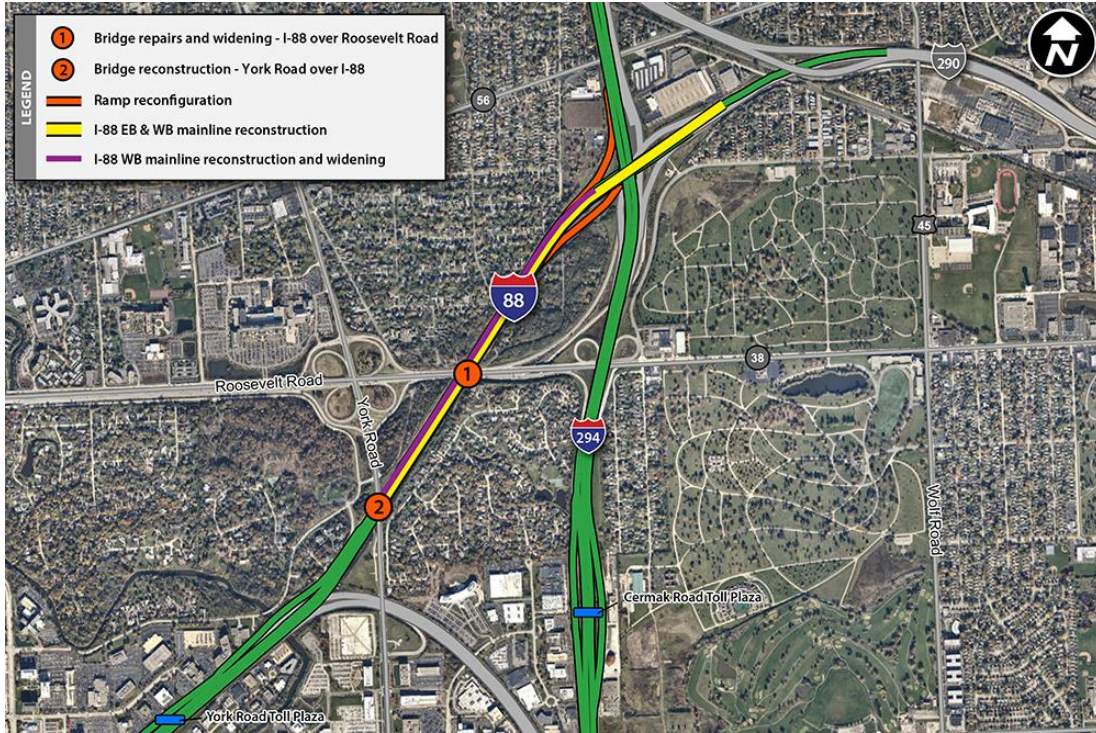 LEGEND
1 Bridge repairs and widening - I-88 over Roosevelt Road
2 Bridge reconstruction - York Road over I-88
Ramp reconfiguration
I-88 EB & WB mainline reconstruction
I-88 WB mainline reconstruction and widening
N
290
56
45
88
1
38
Roosevelt Road
York Road
294
2
Wolf Road
Cermak Road Toll Plaza
York Road Toll Plaza